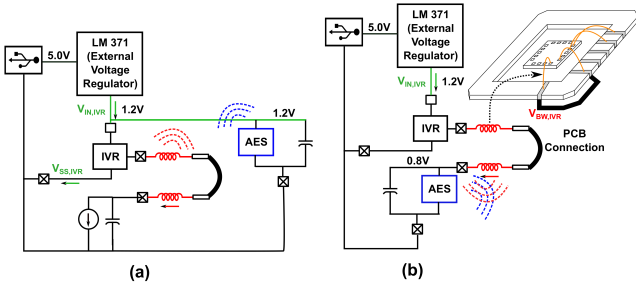 LM 371
(External
Voltage
Regulator)
5.0V
V_IN,IVR
1.2V
1.2V
IVR
AES
V_SS,IVR
(a)
LM 371
(External
Voltage
Regulator)
5.0V
V_IN,IVR
1.2V
V_BW,IVR
IVR
PCB
Connection
0.8V
AES
(b)